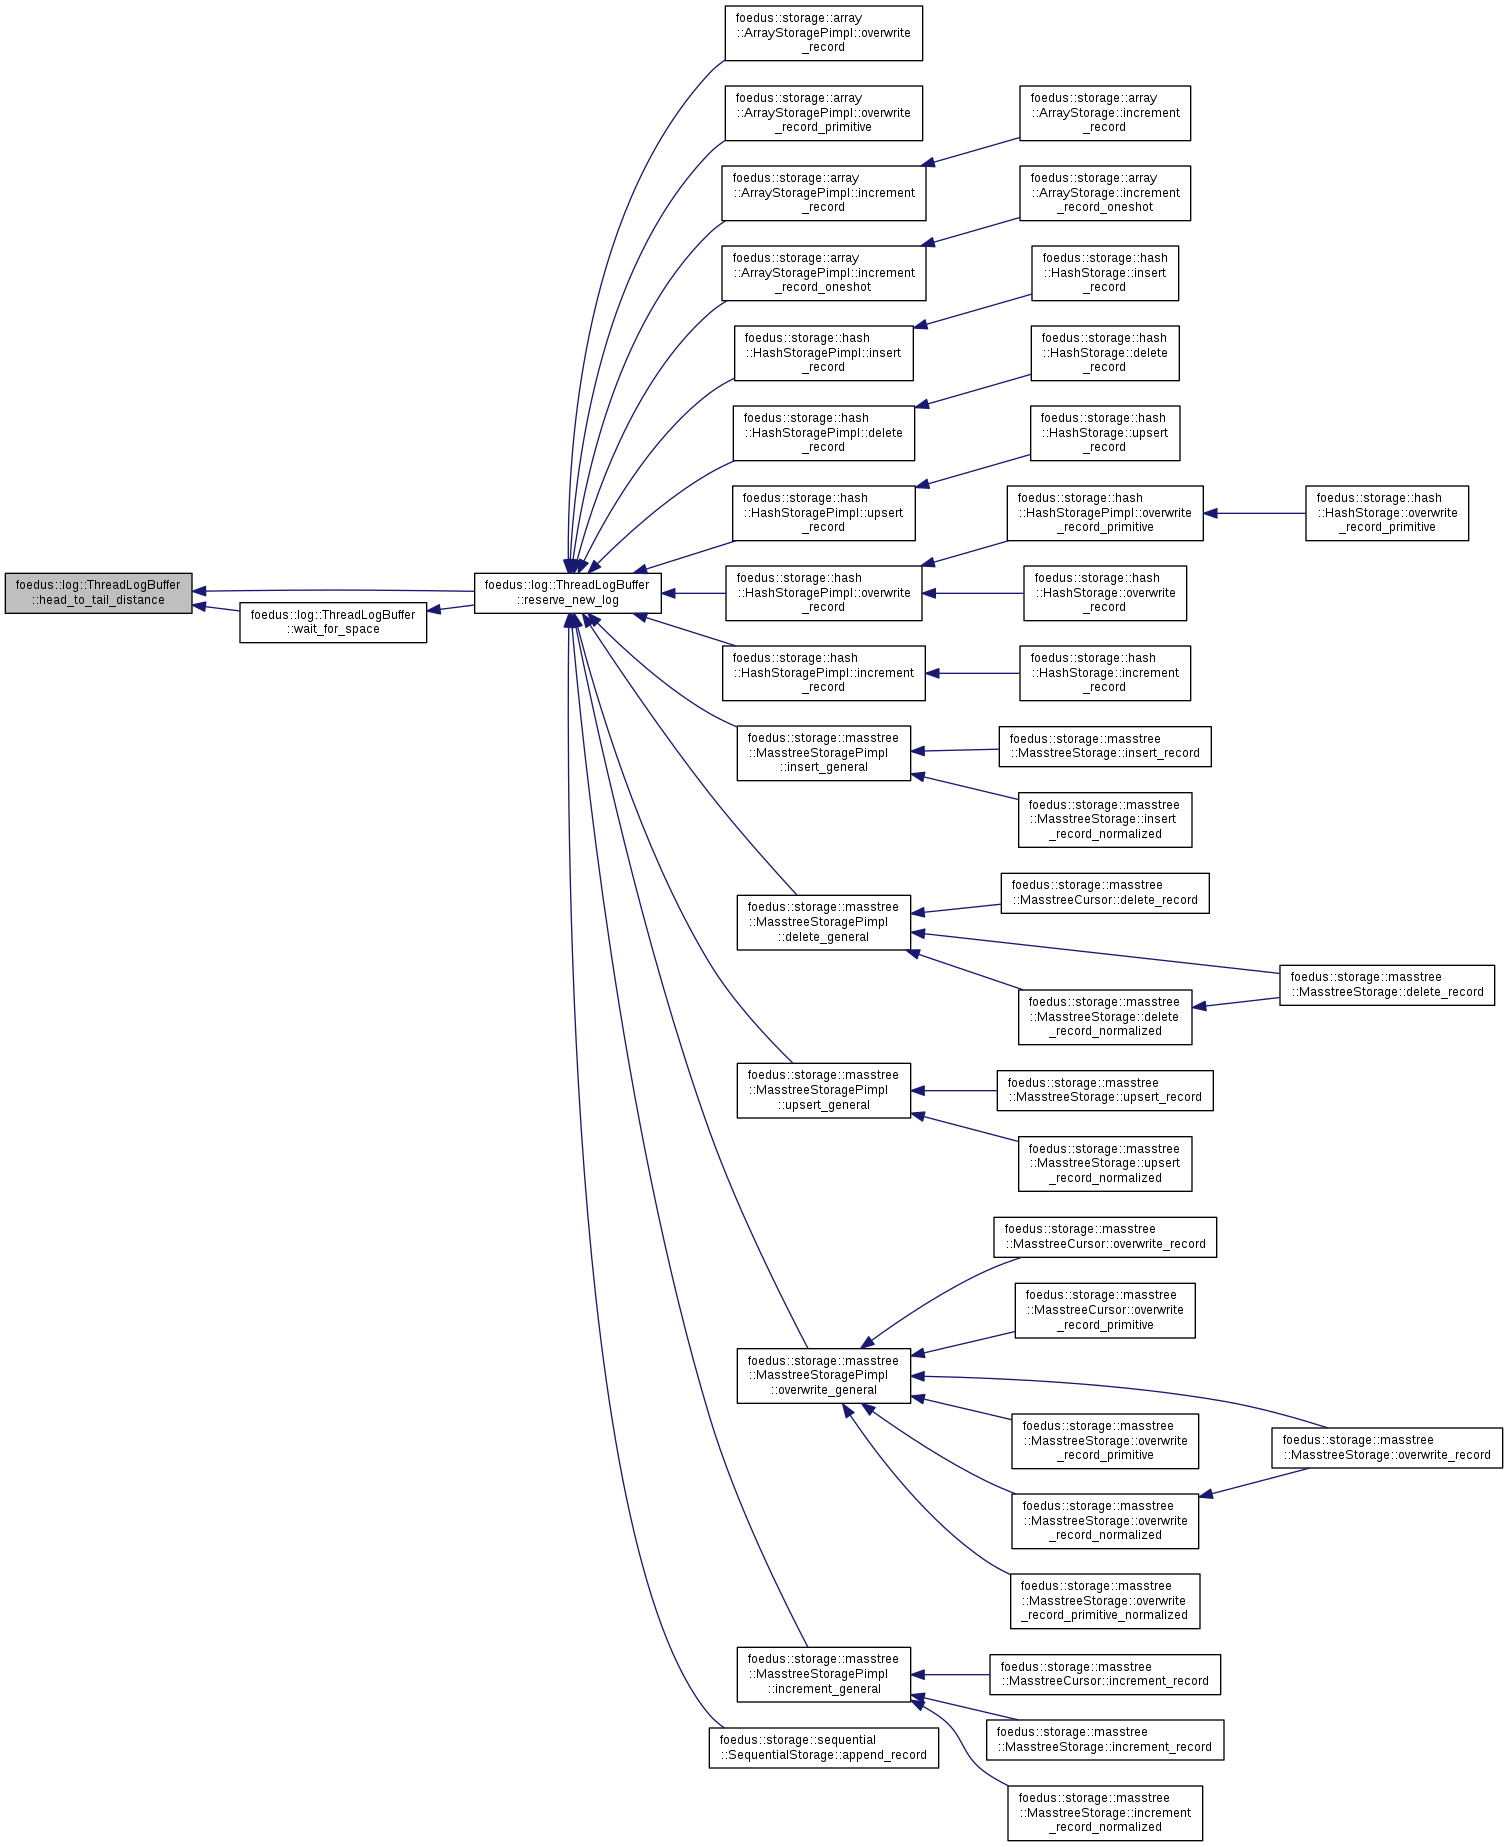 foedus::log::ThreadLogBuffer
::head_to_tail_distance
foedus::log::ThreadLogBuffer
::wait_for_space
foedus::log::ThreadLogBuffer
::reserve_new_log
foedus::storage::array
::ArrayStoragePimpl::overwrite
_record
foedus::storage::array
::ArrayStoragePimpl::overwrite
_record_primitive
foedus::storage::array
::ArrayStoragePimpl::increment
_record
foedus::storage::array
::ArrayStoragePimpl::increment
_record_oneshot
foedus::storage::hash
::HashStoragePimpl::insert
_record
foedus::storage::hash
::HashStoragePimpl::delete
_record
foedus::storage::hash
::HashStoragePimpl::upsert
_record
foedus::storage::hash
::HashStoragePimpl::overwrite
_record
foedus::storage::hash
::HashStoragePimpl::increment
_record
foedus::storage::masstree
::MasstreeStoragePimpl
::insert_general
foedus::storage::masstree
::MasstreeStoragePimpl
::delete_general
foedus::storage::masstree
::MasstreeStoragePimpl
::upsert_general
foedus::storage::masstree
::MasstreeStoragePimpl
::overwrite_general
foedus::storage::masstree
::MasstreeStoragePimpl
::increment_general
foedus::storage::sequential
::SequentialStorage::append_record
foedus::storage::array
::ArrayStorage::increment
_record
foedus::storage::array
::ArrayStorage::increment
_record_oneshot
foedus::storage::hash
::HashStorage::insert
_record
foedus::storage::hash
::HashStorage::delete
_record
foedus::storage::hash
::HashStorage::upsert
_record
foedus::storage::hash
::HashStoragePimpl::overwrite
_record_primitive
foedus::storage::hash
::HashStorage::overwrite
_record
foedus::storage::hash
::HashStorage::increment
_record
foedus::storage::masstree
::MasstreeStorage::insert_record
foedus::storage::masstree
::MasstreeStorage::insert
_record_normalized
foedus::storage::masstree
::MasstreeCursor::delete_record
foedus::storage::masstree
::MasstreeStorage::delete
_record_normalized
foedus::storage::masstree
::MasstreeStorage::upsert_record
foedus::storage::masstree
::MasstreeStorage::upsert
_record_normalized
foedus::storage::masstree
::MasstreeCursor::overwrite_record
foedus::storage::masstree
::MasstreeCursor::overwrite
_record_primitive
foedus::storage::masstree
::MasstreeStorage::overwrite
_record_primitive
foedus::storage::masstree
::MasstreeStorage::overwrite
_record_normalized
foedus::storage::masstree
::MasstreeStorage::overwrite
_record_primitive_normalized
foedus::storage::masstree
::MasstreeCursor::increment_record
foedus::storage::masstree
::MasstreeStorage::increment_record
foedus::storage::masstree
::MasstreeStorage::increment
_record_normalized
foedus::storage::hash
::HashStorage::overwrite
_record_primitive
foedus::storage::masstree
::MasstreeStorage::delete_record
foedus::storage::masstree
::MasstreeStorage::overwrite_record